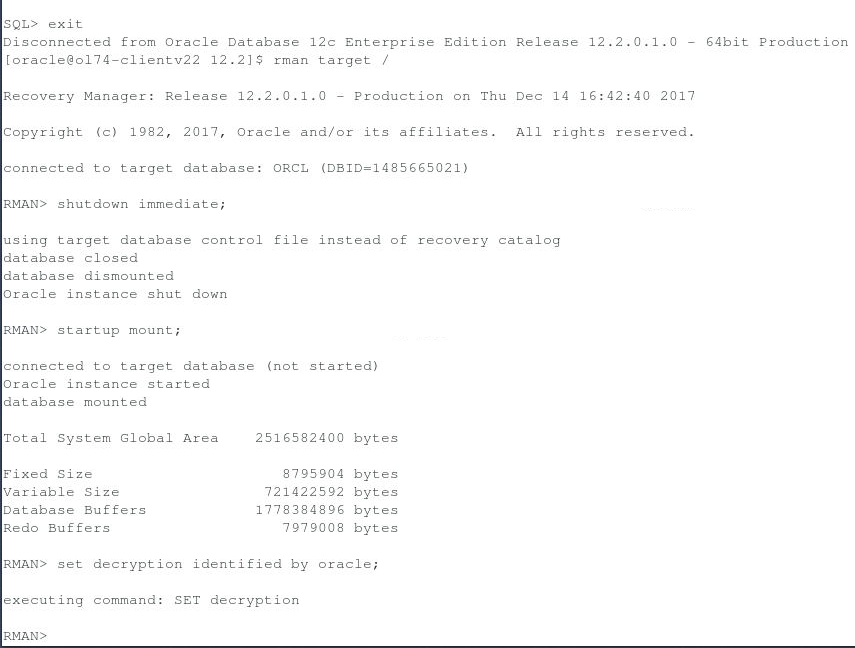 SQL> exit
Disconnected from Oracle Database 12c Enterprise Edition Release 12.2.0.1.0 - 64bit Production
[oracle@ol74-clientv22 12.2]$ rman target /
Recovery Manager: Release 12.2.0.1.0 - Production on Thu Dec 14 16:42:40 2017
Copyright (c) 1982, 2017, Oracle and/or its affiliates.  All rights reserved.
connected to target database: ORCL (DBID=1485665021)
RMAN> shutdown immediate;
using target database control file instead of recovery catalog
database closed
database dismounted
Oracle instance shut down
RMAN> startup mount;
connected to target database (not started)
Oracle instance started
database mounted
Total System Global Area    2516582400 bytes
Fixed Size                     8795904 bytes
Variable Size                721422592 bytes
Database Buffers            1778384896 bytes
Redo Buffers                   7979008 bytes
RMAN> set decryption identified by oracle;
executing command: SET decryption
RMAN>